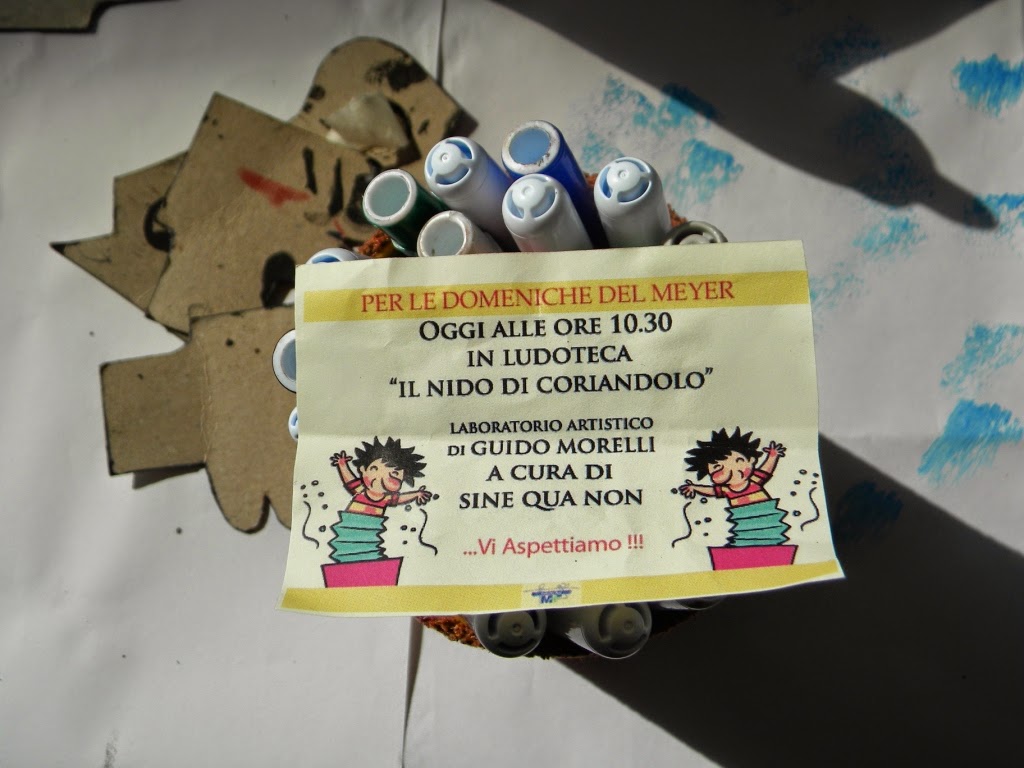 PER LE DOMENICHE DEL MEYER
OGGI ALLE ORE 10.30
IN LUDOTECA
“IL NIDO DI CORIANDOLO”
LABORATORIO ARTISTICO
DI GUIDO MORELLI
A CURA DI
SINE QUA NON
...Vi Aspettiamo !!!